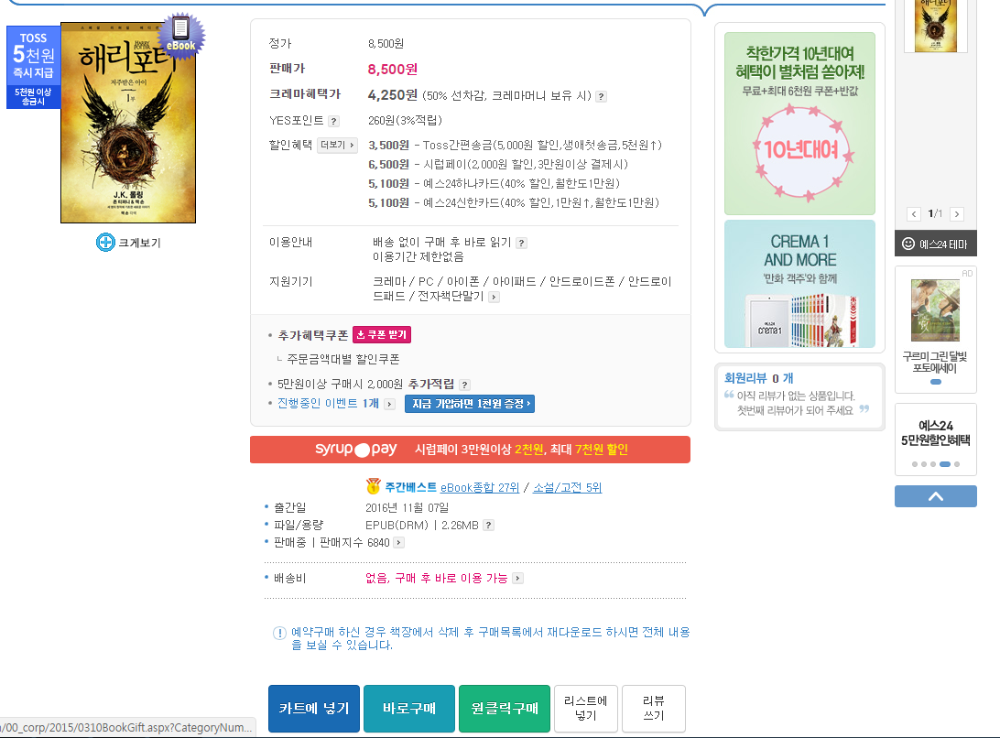 TOSS
5천원
즉시 지급
5천원 이상
송금시
eBook
HARRY POTTER
해리포터
저주받은 아이
1부
J.K. 롤링
존 티퍼니 & 잭 손
잭 손 각색
크게보기
정가 8,500원
판매가 8,500원
크레마혜택가 4,250원 (50% 선차감, 크레마머니 보유 시) ?
YES포인트 ? 260원(3%적립)
할인혜택 더보기 > 3,500원 - Toss간편송금(5,000원 할인,생애첫송금,5천원↑)
6,500원 - 시럽페이(2,000원 할인,3만원이상 결제시)
5,100원 - 예스24하나카드(40% 할인,월한도1만원)
5,100원 - 예스24신한카드(40% 할인,1만원↑,월한도1만원)
이용안내 배송 없이 구매 후 바로 읽기 ?
이용기간 제한없음
지원기기 크레마 / PC / 아이폰 / 아이패드 / 안드로이드폰 / 안드로이
드패드 / 전자책단말기 >
• 추가혜택쿠폰 쿠폰 받기
주문금액대별 할인쿠폰
• 5만원이상 구매시 2,000원 추가적립 ?
• 진행중인 이벤트 1개 > 지금 가입하면 1천원 증정 >
syrup pay 시럽페이 3만원이상 2천원, 최대 7천원 할인
주간베스트 eBook종합 27위 / 소설/고전 5위
• 출간일 2016년 11월 07일
• 파일/용량 EPUB(DRM) | 2.26MB ?
• 판매중 | 판매지수 6840 >
• 배송비 없음, 구매 후 바로 이용 가능 >
! 예약구매 하신 경우 책장에서 삭제 후 구매목록에서 재다운로드 하시면 전체 내용
을 보실 수 있습니다.
카트에 넣기
바로구매
원클릭구매
리스트에
넣기
리뷰
쓰기
착한가격 10년대여
혜택이 별처럼 쏟아져!
무료+최대 6천원 쿠폰+반값
10년대여
CREMA 1
AND MORE
'만화 객주'와 함께
crema
회원리뷰 0 개
“ 아직 리뷰가 없는 상품입니다.
첫번째 리뷰어가 되어 주세요. ”
해리포터
< 1/1 >
예스24 테마
AD
구르미 그린 달빛
포토에세이
예스24
5만원할인혜택
/00_corp/2015/0310BookGift.aspx?CategoryNum...